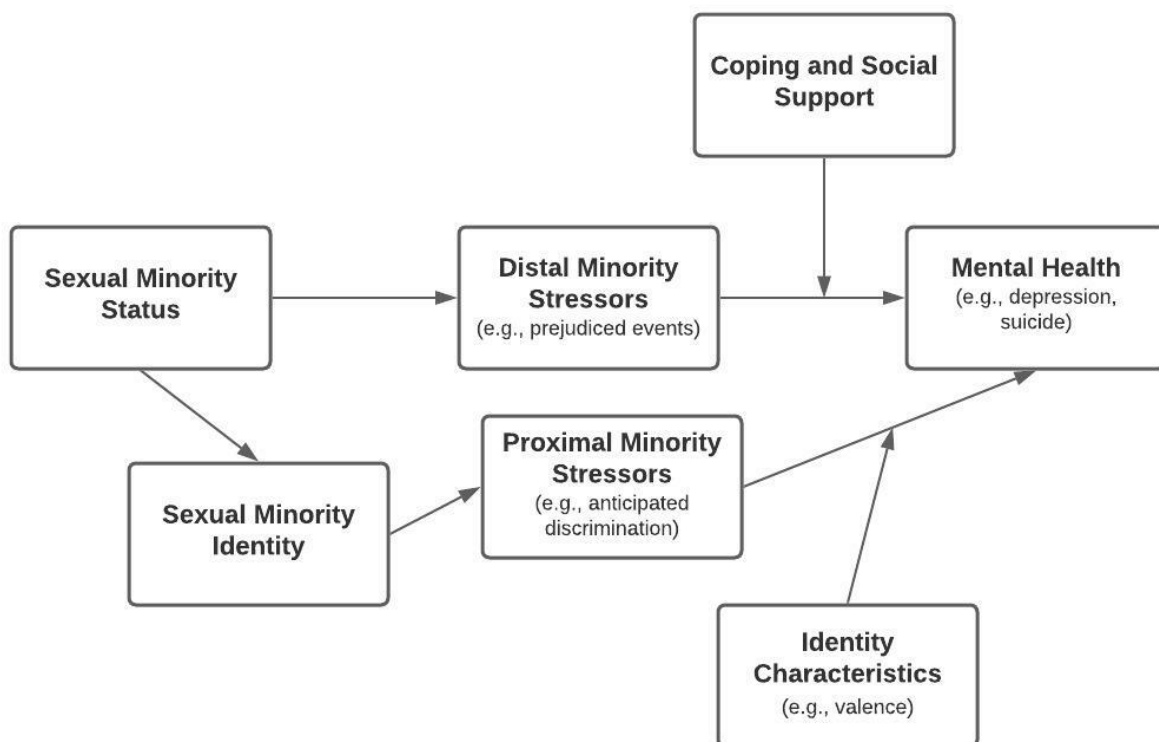 Coping and Social
Support
Sexual Minority
Status
Distal Minority
Stressors
(e.g., prejudiced events)
Mental Health
(e.g., depression,
suicide)
Sexual Minority
Identity
Proximal Minority
Stressors
(e.g., anticipated
discrimination)
Identity
Characteristics
(e.g., valence)